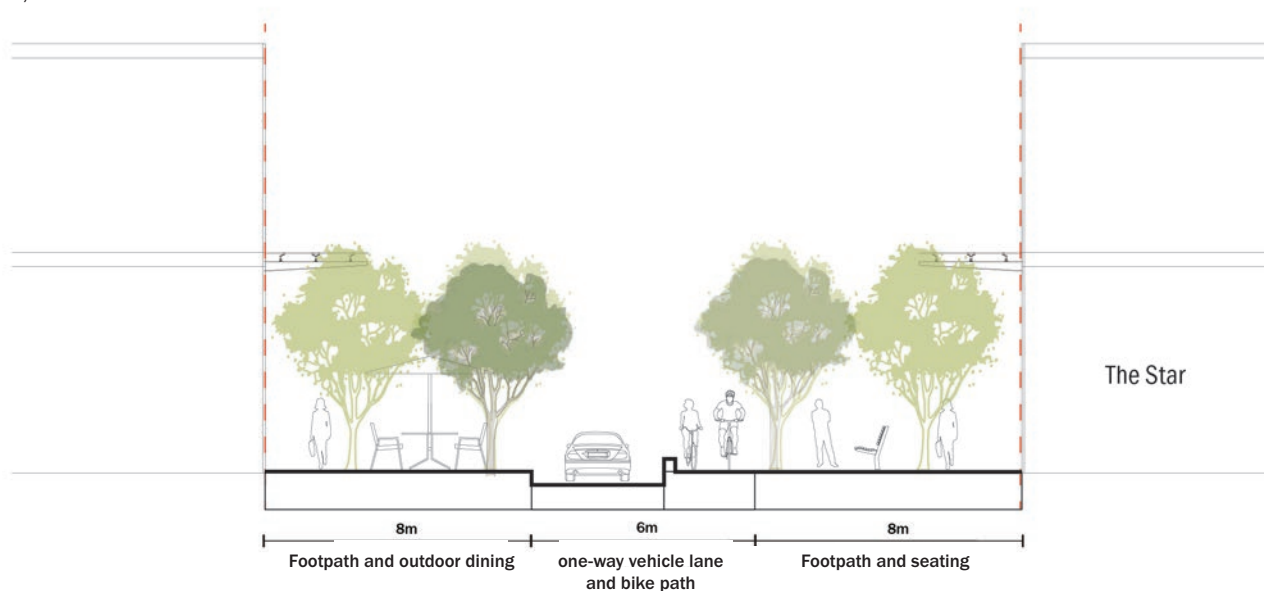 The Star
8m
6m
8m
Footpath and outdoor dining
one-way vehicle lane
and bike path
Footpath and seating